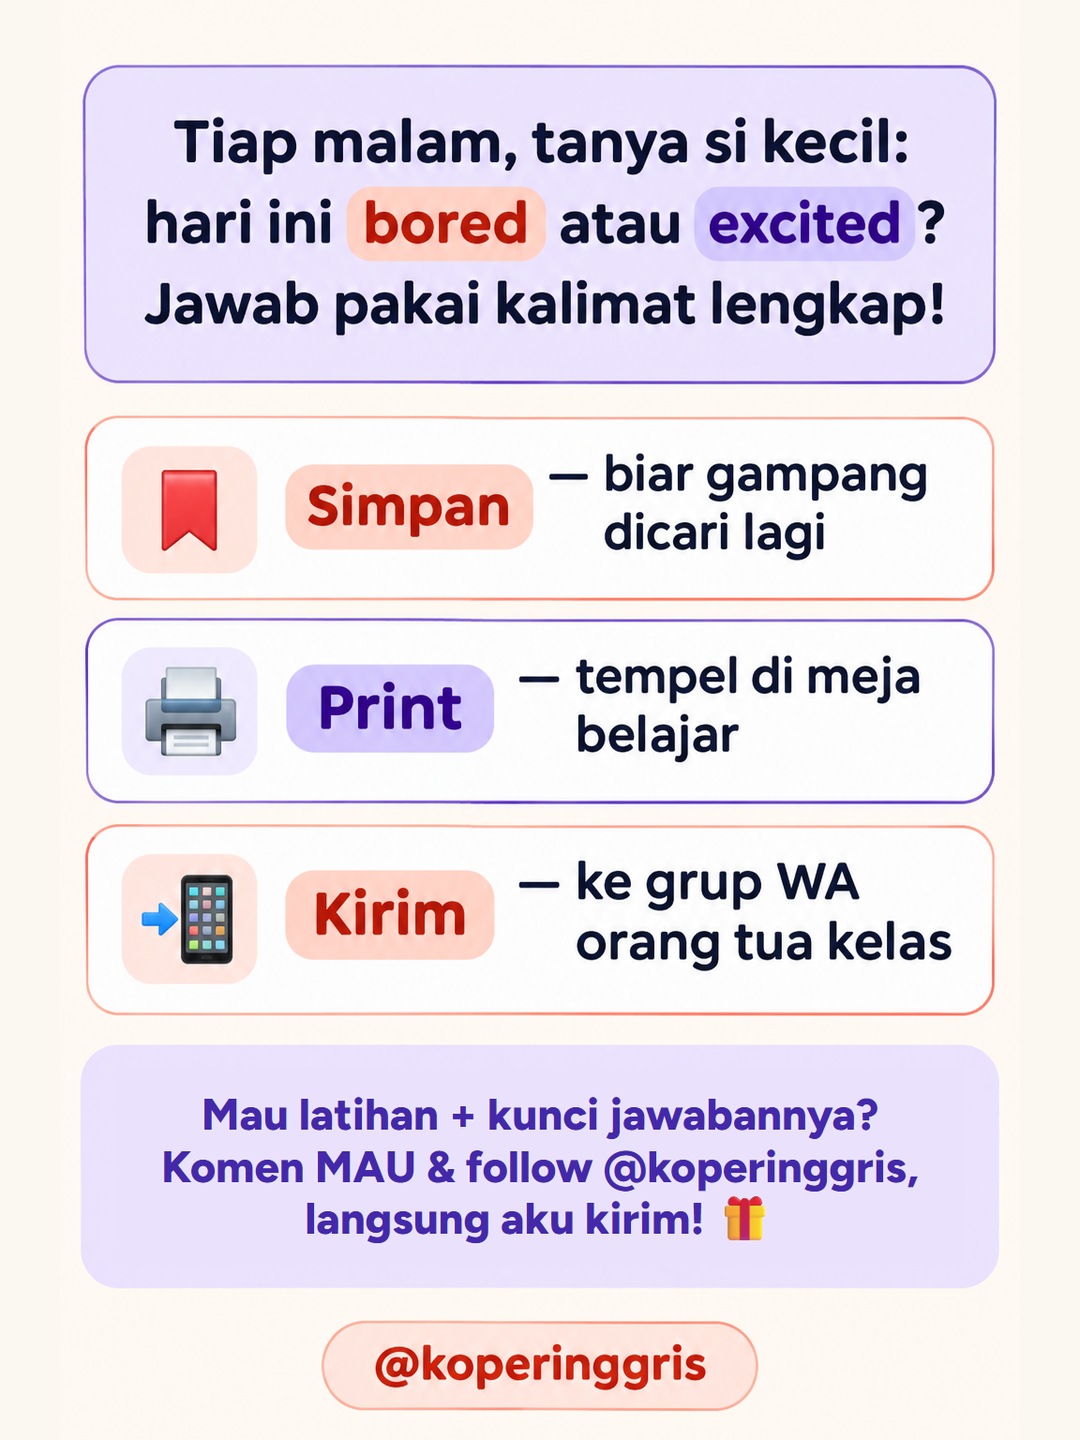 Tiap malam, tanya si kecil:
hari ini bored atau excited?
Jawab pakai kalimat lengkap!
Simpan — biar gampang
dicari lagi
Print — tempel di meja
belajar
Kirim — ke grup WA
orang tua kelas
Mau latihan + kunci jawabannya?
Komen MAU & follow @koperinggris,
langsung aku kirim! 🎁
@koperinggris